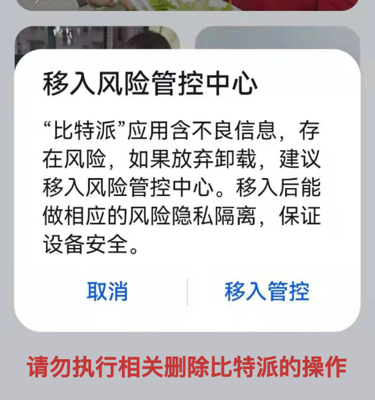 移入风险管控中心
“比特派”应用含不良信息，存
在风险，如果放弃卸载，建议
移入风险管控中心。移入后能
做相应的风险隐私隔离，保证
设备安全。
取消 移入管控
请勿执行相关删除比特派的操作